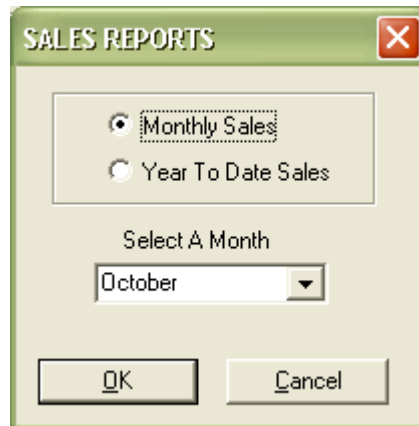 SALES REPORTS
Monthly Sales
Year To Date Sales
Select A Month
October
OK Cancel